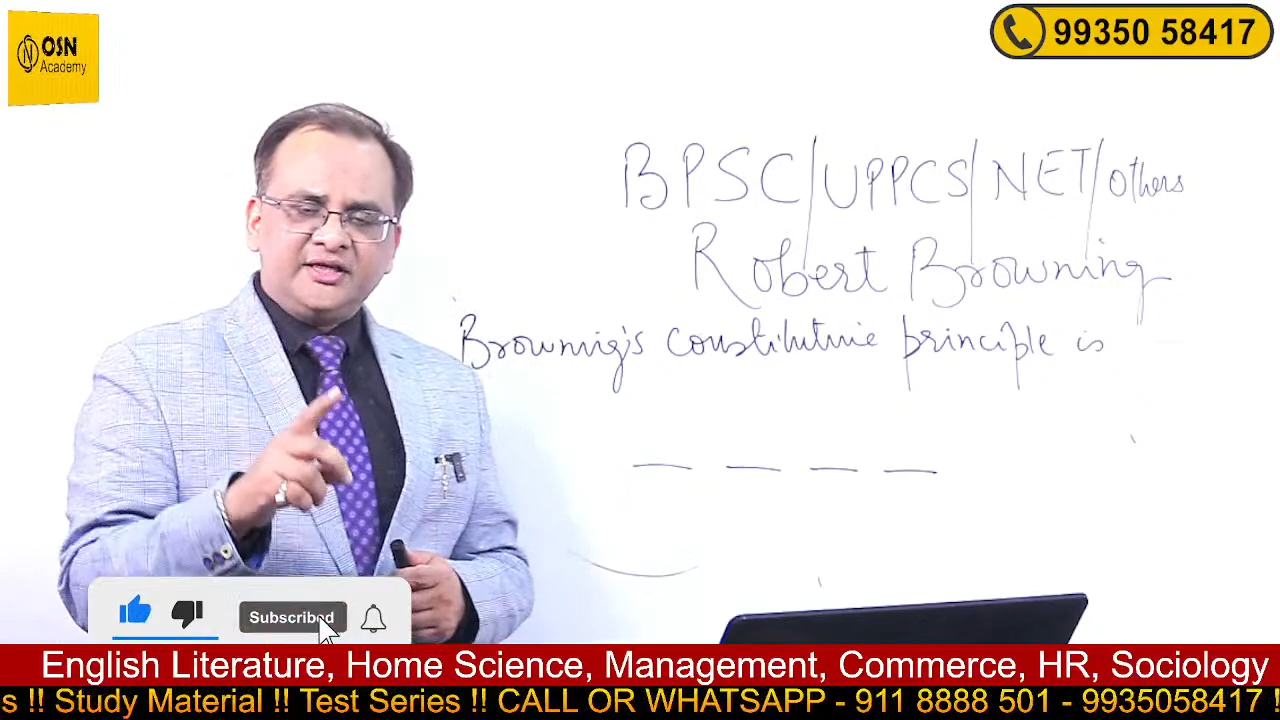 OSN
Academy
99350 58417
BPSC/UPPCS/NET/others
Robert Browning
Browning's constitutive principle is
Subscribed
English Literature, Home Science, Management, Commerce, HR, Sociology
s !! Study Material !! Test Series !! CALL OR WHATSAPP - 911 8888 501 - 9935058417 !